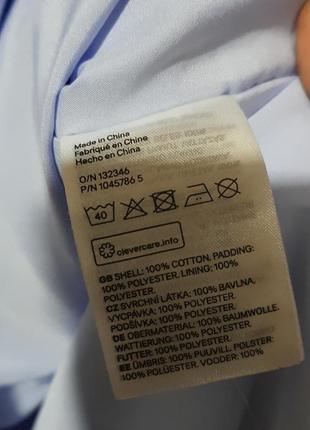 Made in China
Fabriqué en Chine
Hecho en China
O/N 132346
P/N 1045786 5
40
clevercare.info
GB SHELL: 100% COTTON. PADDING:
100% POLYESTER. LINING: 100%
POLYESTER.
CZ SVRCHNÍ LÁTKA: 100% BAVLNA.
VYCPÁVKA: 100% POLYESTER.
PODŠÍVKA: 100% POLYESTER.
DE OBERMATERIAL: 100% BAUMWOLLE.
WATTIERUNG: 100% POLYESTER.
FUTTER: 100% POLYESTER.
EE ÜMBRIS: 100% PUUVILL. POLSTER:
100% POLÜESTER. VOODER: 100%